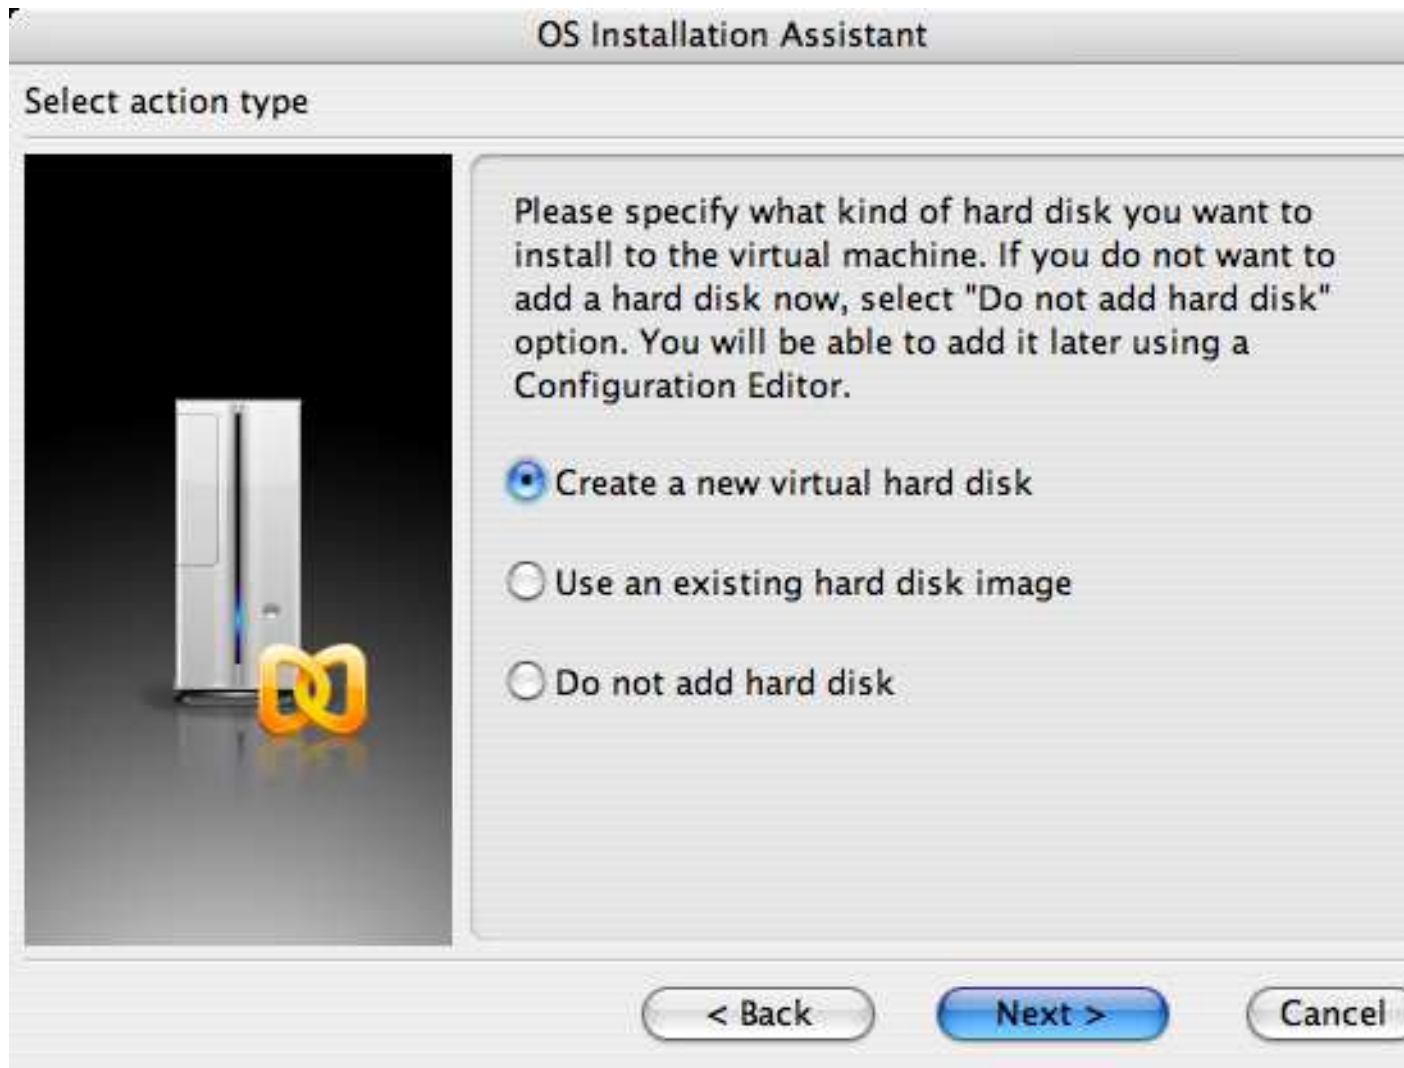 OS Installation Assistant
Select action type
Please specify what kind of hard disk you want to
install to the virtual machine. If you do not want to
add a hard disk now, select "Do not add hard disk"
option. You will be able to add it later using a
Configuration Editor.
Create a new virtual hard disk
Use an existing hard disk image
Do not add hard disk
< Back
Next >
Cancel